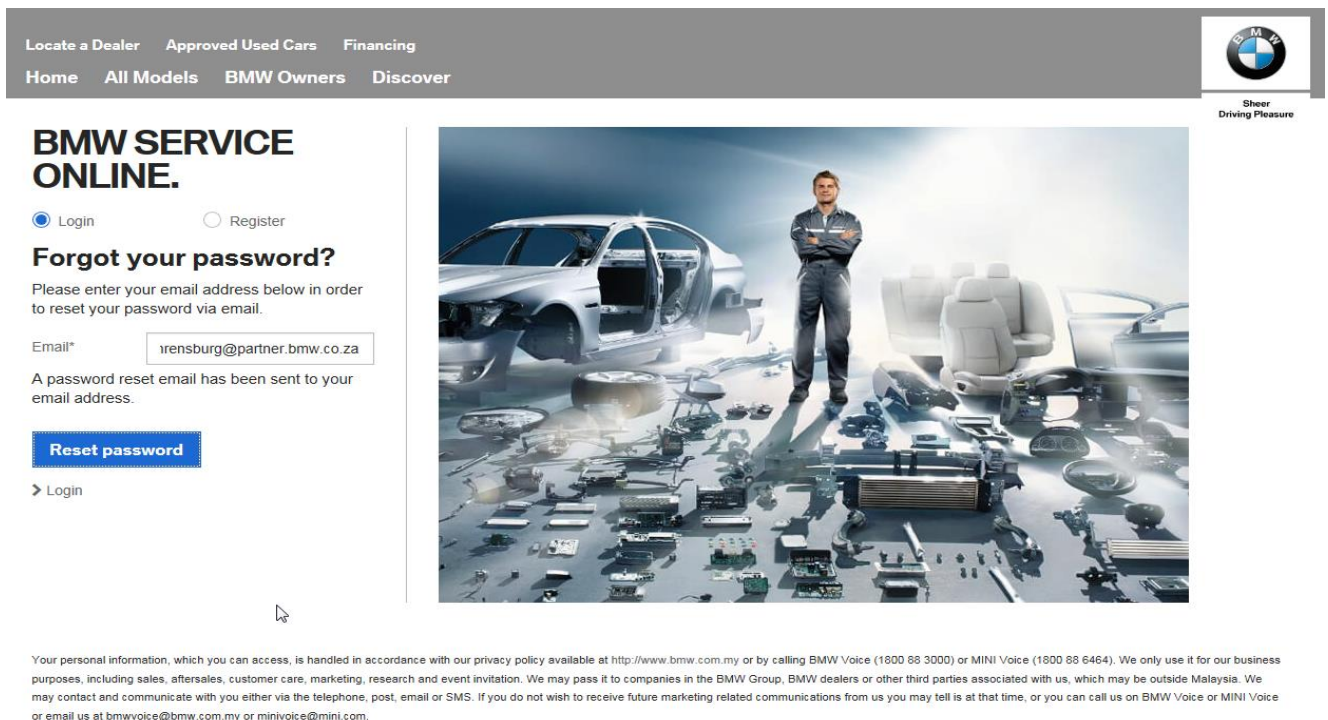 Locate a Dealer Approved Used Cars Financing
Home All Models BMW Owners Discover
BMW
Sheer
Driving Pleasure
BMW SERVICE
ONLINE.
Login Register
Forgot your password?
Please enter your email address below in order
to reset your password via email.
Email* rensburg@partner.bmw.co.za
A password reset email has been sent to your
email address.
Reset password
Login
Your personal information, which you can access, is handled in accordance with our privacy policy available at http://www.bmw.com.my or by calling BMW Voice (1800 88 3000) or MINI Voice (1800 88 6464). We only use it for our business
purposes, including sales, aftersales, customer care, marketing, research and event invitation. We may pass it to companies in the BMW Group, BMW dealers or other third parties associated with us, which may be outside Malaysia. We
may contact and communicate with you either via the telephone, post, email or SMS. If you do not wish to receive future marketing related communications from us you may tell is at that time, or you can call us on BMW Voice or MINI Voice
or email us at bmwvoice@bmw.com.my or minivoice@mini.com.